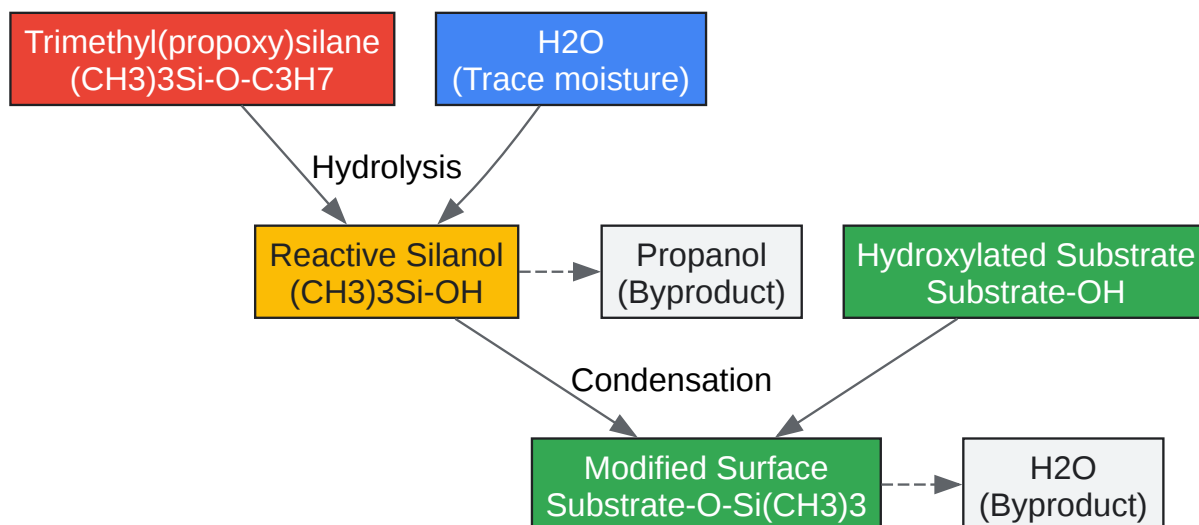 Trimethyl(propoxy)silane
(CH3)3Si-O-C3H7
H2O
(Trace moisture)
Hydrolysis
Reactive Silanol
(CH3)3Si-OH
Propanol
(Byproduct)
Hydroxylated Substrate
Substrate-OH
Condensation
Modified Surface
Substrate-O-Si(CH3)3
H2O
(Byproduct)